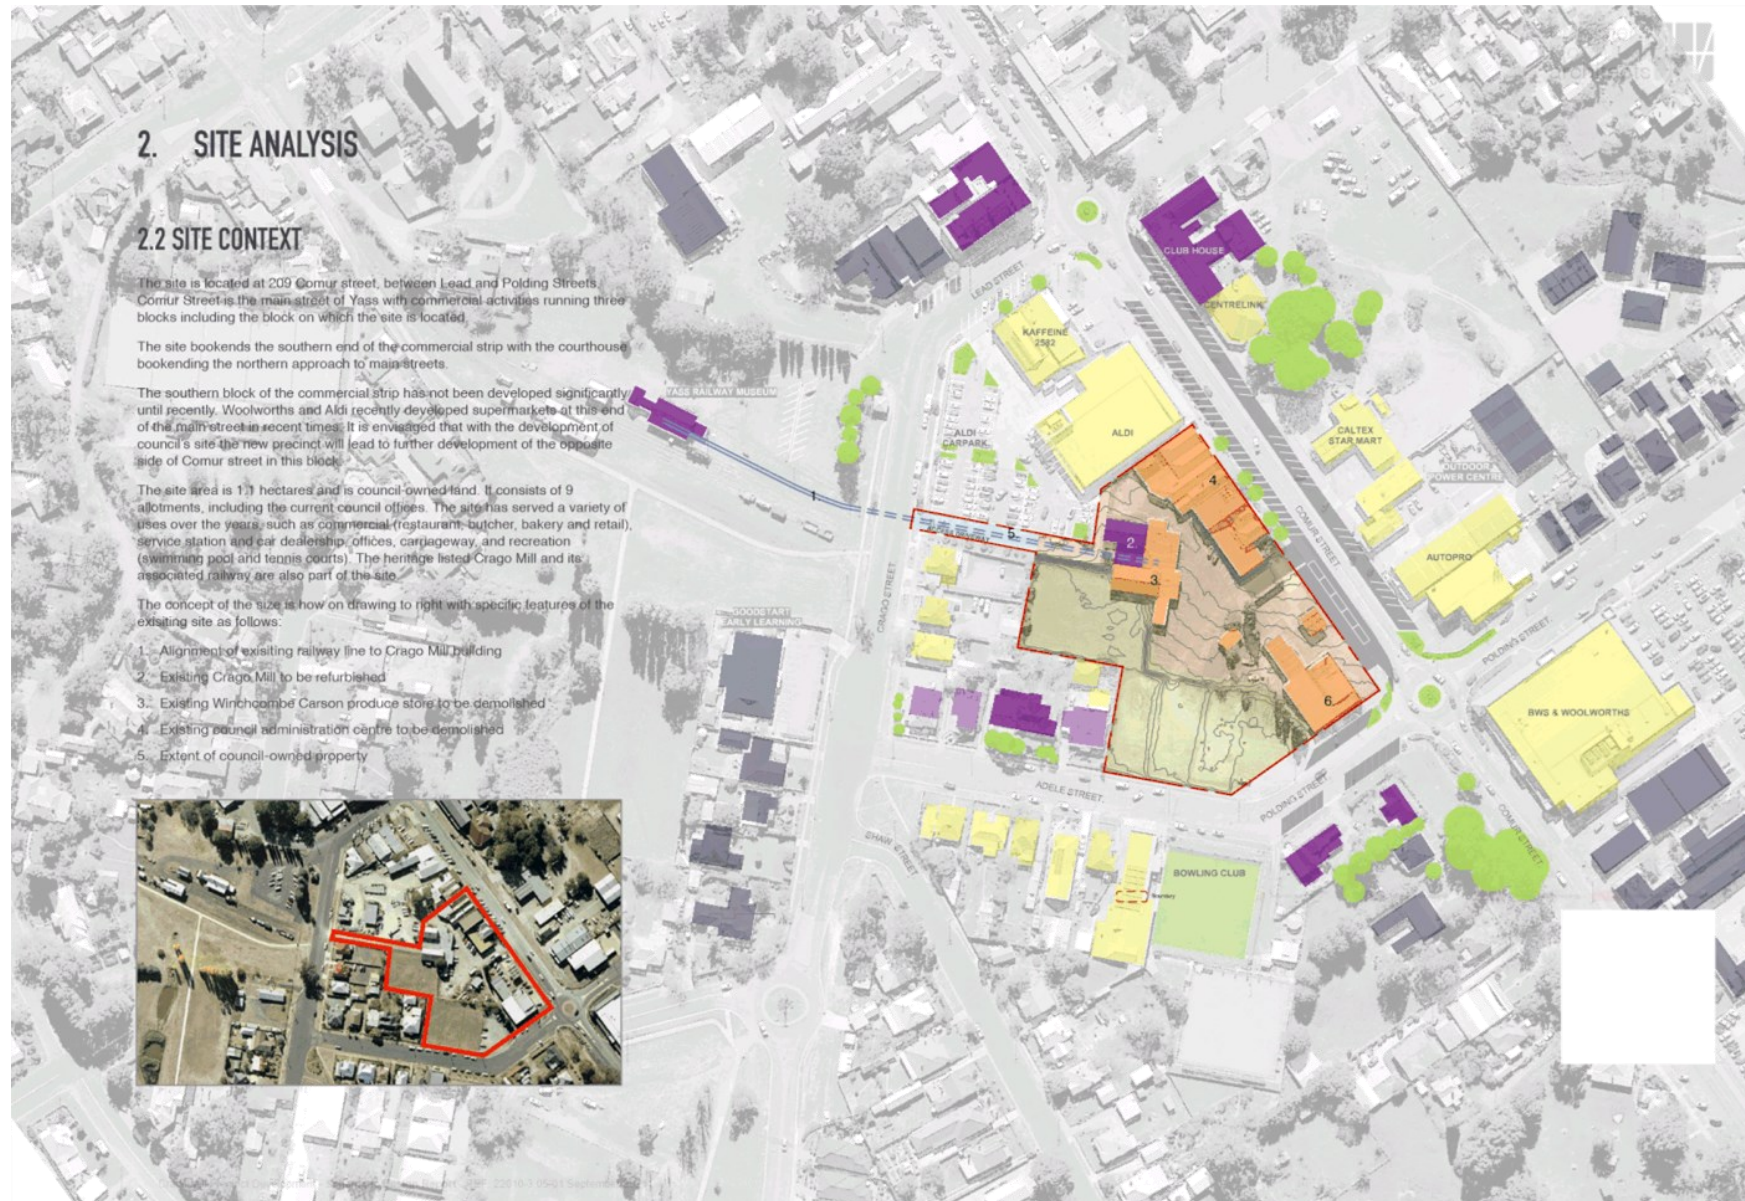 2. SITE ANALYSIS
2.2 SITE CONTEXT
The site is located at 209 Comur street, between Lead and Polding Streets.
Comur Street is the main street of Yass with commercial activities running three
blocks including the block on which the site is located.
The site bookends the southern end of the commercial strip with the courthouse
bookending the northern approach to main streets.
The southern block of the commercial strip has not been developed significantly
until recently. Woolworths and Aldi recently developed supermarkets at this end
of the main street in recent times. It is envisaged that with the development of
council's site the new precinct will lead to further development of the opposite
side of Comur street in this block.
The site area is 1.1 hectares and is council-owned land. It consists of 9
allotments, including the current council offices. The site has served a variety of
uses over the years, such as commercial (restaurant, butcher, bakery and retail),
service station and car dealership, offices, carriageway, and recreation
(swimming pool and tennis courts). The heritage listed Crago Mill and its
associated railway are also part of the site.
The concept of the size is how on drawing to right with specific features of the
exisiting site as follows:
1. Alignment of exisiting railway line to Crago Mill building
2. Existing Crago Mill to be refurbished
3. Existing Winchcombe Carson produce store to be demolished
4. Existing council administration centre to be demolished
5. Extent of council-owned property
YASS RAILWAY MUSEUM
LEAD STREET
CLUB HOUSE
CENTRELINK
KAFFEINE
2582
ALDI
ALDI
CARPARK
CALTEX
STAR MART
OUTDOOR
POWER CENTRE
COMUR STREET
AUTOPRO
1.
2.
3.
4.
5.
6.
CRAGO STREET
GOODSTART
EARLY LEARNING
POLDING STREET
BWS & WOOLWORTHS
ADELE STREET
POLDING STREET
COMUR STREET
SHAW STREET
BOWLING CLUB